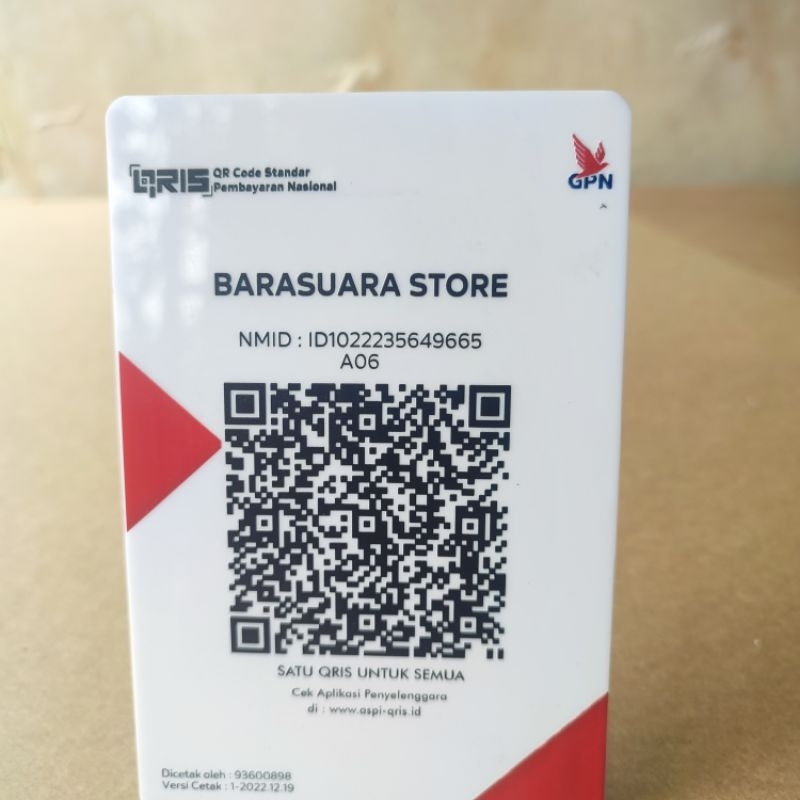 QRIS QR Code Standar
Pembayaran Nasional
GPN
BARASUARA STORE
NMID : ID1022235649665
A06
SATU QRIS UNTUK SEMUA
Cek Aplikasi Penyelenggara
di : www.aspi-qris.id
Dicetak oleh : 93600898
Versi Cetak : 1-2022.12.19